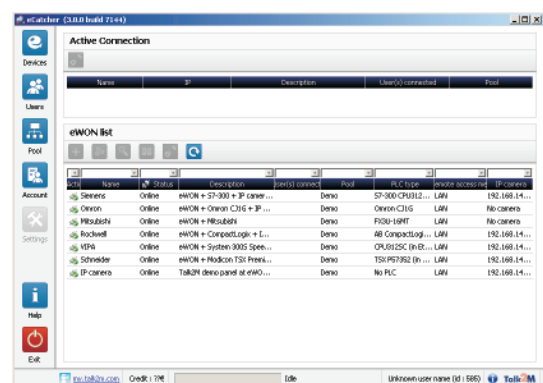 eCatcher (3.0.0 build 7144)
Devices
Users
Pool
Account
Settings
Help
Exit
Active Connection
Name IP Description User(s) connected Pool
eWON list
Name Status Description Pool PLC type IP camera
Siemens Online eWON + S7-300 + IP camer... Demo S7-300 CPU312... LAN 192.168.14...
Omron Online eWON + Omron CJ1G + IP ... Demo Omron CJ1G LAN No camera
Mitsubishi Online eWON + Mitsubishi Demo FX3U-16MT LAN No camera
Rockwell Online eWON + CompactLogix + I... Demo AB CompactLogi... LAN 192.168.14...
VIPA Online eWON + System 300S Spee... Demo CPU312SC (in Et... LAN 192.168.14...
Schneider Online eWON + Modicon TSX Premi... Demo TSX P57352 (in ... LAN 192.168.14...
IP camera Online Talk2M demo panel at eWO... Demo No PLC LAN 192.168.14...
my.talk2m.com Credit : ??€ Idle Unknown user name (id : 585) Talk2M